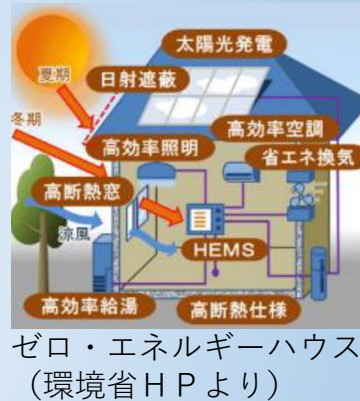 太陽光発電
夏期
日射遮蔽
冬期
高効率空調
高効率照明
省エネ換気
高断熱窓
涼風
HEMS
高効率給湯
高断熱仕様
ゼロ・エネルギーハウス
（環境省ＨＰより）